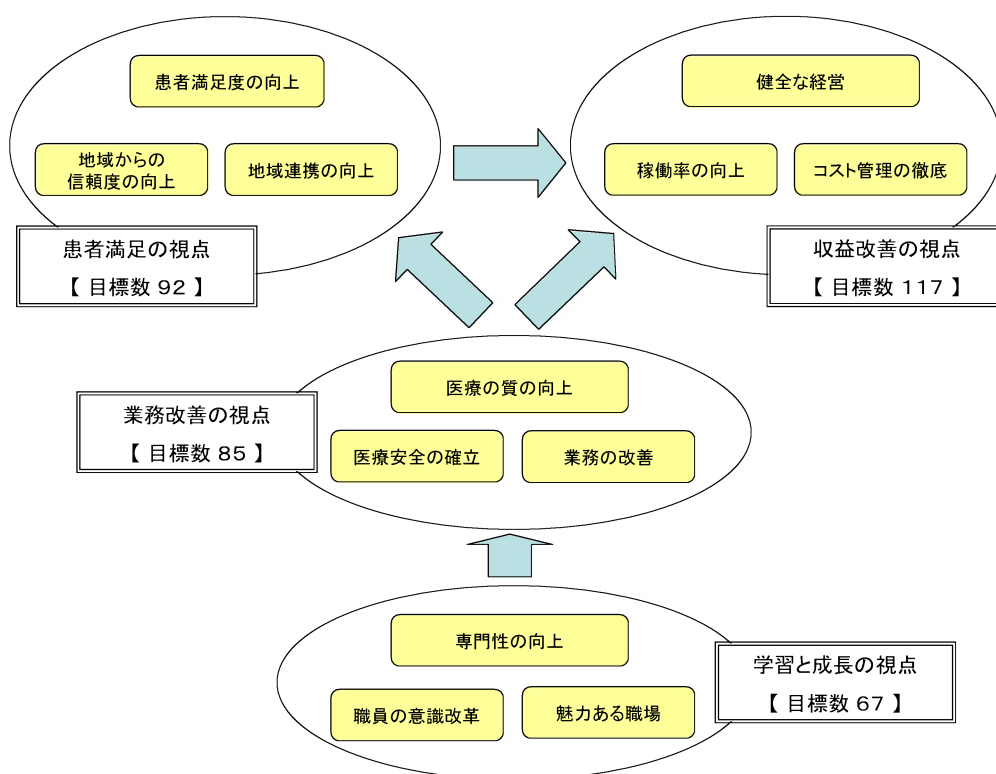 患者満足度の向上
地域からの
信頼度の向上
地域連携の向上
患者満足の視点
【 目標数 92 】
健全な経営
稼働率の向上
コスト管理の徹底
収益改善の視点
【 目標数 117 】
医療の質の向上
医療安全の確立
業務の改善
業務改善の視点
【 目標数 85 】
専門性の向上
職員の意識改革
魅力ある職場
学習と成長の視点
【 目標数 67 】